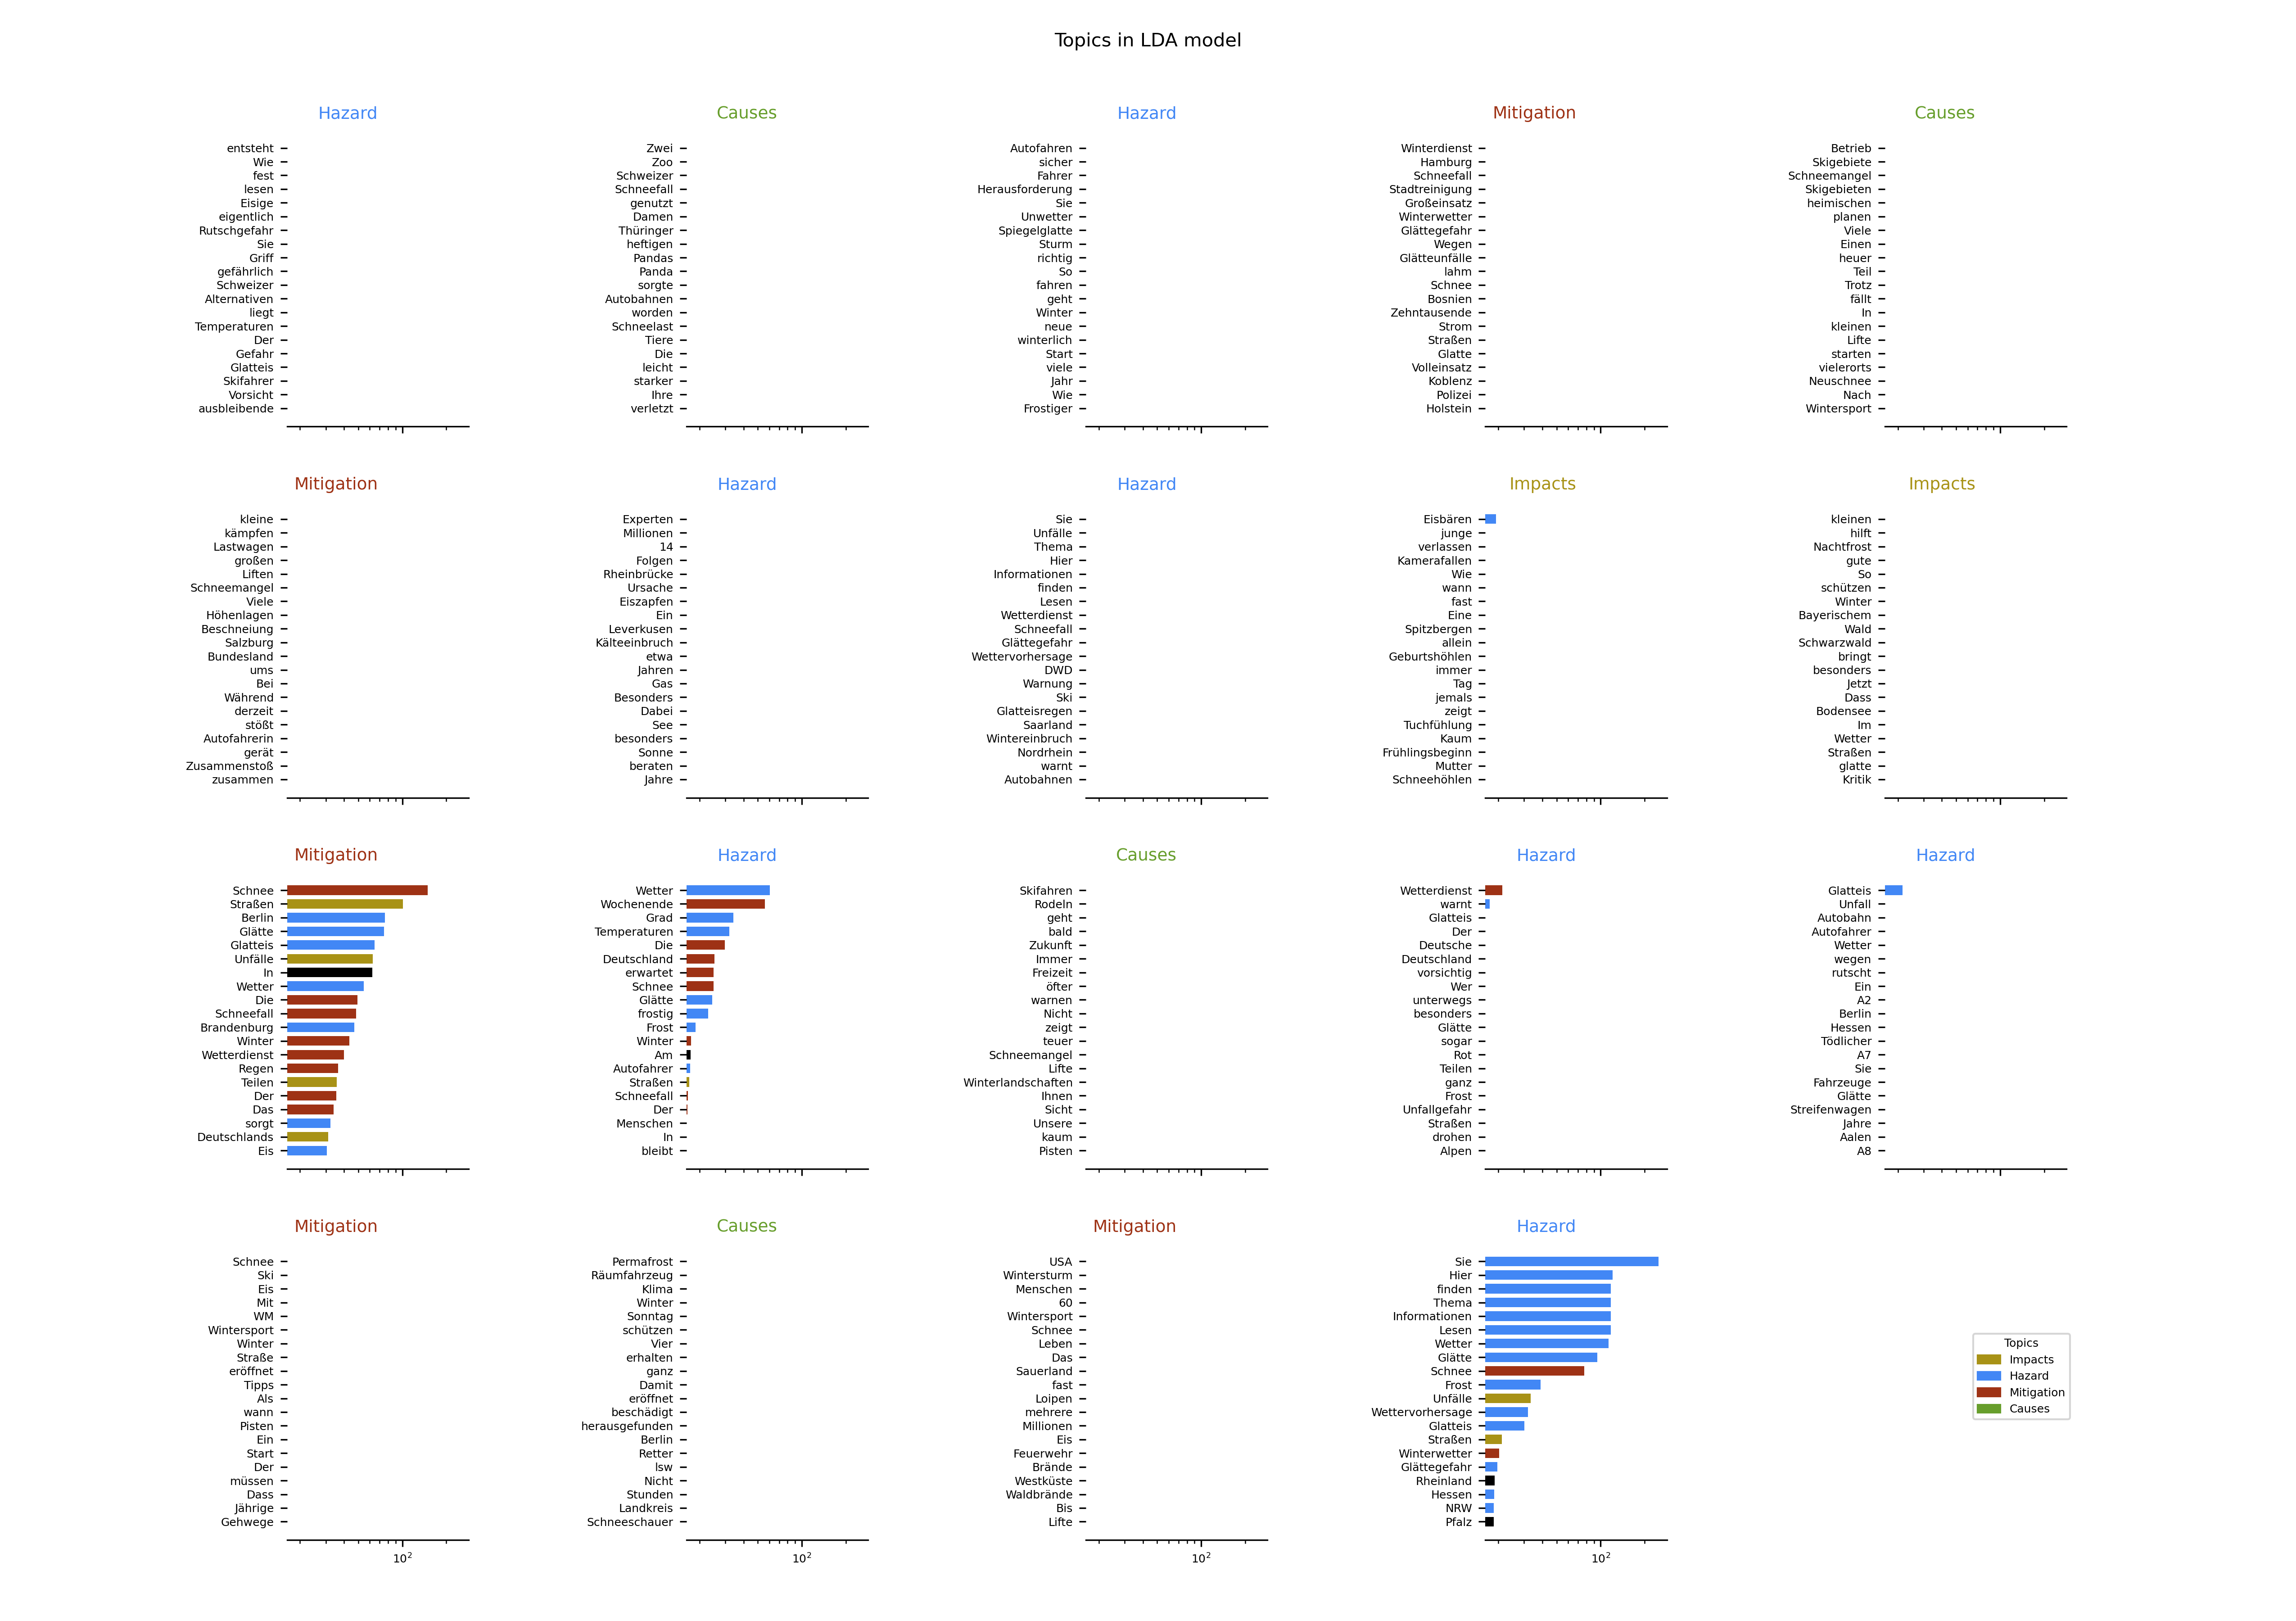 Topics in LDA model
Hazard
entsteht
Wie
fest
lesen
Eisige
eigentlich
Rutschgefahr
Sie
Griff
gefährlich
Schweizer
Alternativen
liegt
Temperaturen
Der
Gefahr
Glatteis
Skifahrer
Vorsicht
ausbleibende
Causes
Zwei
Zoo
Schweizer
Schneefall
genutzt
Damen
Thüringer
heftigen
Pandas
Panda
sorgte
Autobahnen
worden
Schneelast
Tiere
Die
leicht
starker
Ihre
verletzt
Hazard
Autofahren
sicher
Fahrer
Herausforderung
Sie
Unwetter
Spiegelglatte
Sturm
richtig
So
fahren
geht
Winter
neue
winterlich
Start
viele
Jahr
Wie
Frostiger
Mitigation
Winterdienst
Hamburg
Schneefall
Stadtreinigung
Großeinsatz
Winterwetter
Glättegefahr
Wegen
Glätteunfälle
lahm
Schnee
Bosnien
Zehntausende
Strom
Straßen
Glatte
Volleinsatz
Koblenz
Polizei
Holstein
Causes
Betrieb
Skigebiete
Schneemangel
Skigebieten
heimischen
planen
Viele
Einen
heuer
Teil
Trotz
fällt
In
kleinen
Lifte
starten
vielerorts
Neuschnee
Nach
Wintersport
Mitigation
kleine
kämpfen
Lastwagen
großen
Liften
Schneemangel
Viele
Höhenlagen
Beschneiung
Salzburg
Bundesland
ums
Bei
Während
derzeit
stößt
Autofahrerin
gerät
Zusammenstoß
zusammen
Hazard
Experten
Millionen
14
Folgen
Rheinbrücke
Ursache
Eiszapfen
Ein
Leverkusen
Kälteeinbruch
etwa
Jahren
Gas
Besonders
Dabei
See
besonders
Sonne
beraten
Jahre
Hazard
Sie
Unfälle
Thema
Hier
Informationen
finden
Lesen
Wetterdienst
Schneefall
Glättegefahr
Wettervorhersage
DWD
Warnung
Ski
Glatteisregen
Saarland
Wintereinbruch
Nordrhein
warnt
Autobahnen
Impacts
Eisbären
junge
verlassen
Kamerafallen
Wie
wann
fast
Eine
Spitzbergen
allein
Geburtshöhlen
immer
Tag
jemals
zeigt
Tuchfühlung
Kaum
Frühlingsbeginn
Mutter
Schneehöhlen
Impacts
kleinen
hilft
Nachtfrost
gute
So
schützen
Winter
Bayerischem
Wald
Schwarzwald
bringt
besonders
Jetzt
Dass
Bodensee
Im
Wetter
Straßen
glatte
Kritik
Mitigation
Schnee
Straßen
Berlin
Glätte
Glatteis
Unfälle
In
Wetter
Die
Schneefall
Brandenburg
Winter
Wetterdienst
Regen
Teilen
Der
Das
sorgt
Deutschlands
Eis
Hazard
Wetter
Wochenende
Grad
Temperaturen
Die
Deutschland
erwartet
Schnee
Glätte
frostig
Frost
Winter
Am
Autofahrer
Straßen
Schneefall
Der
Menschen
In
bleibt
Causes
Skifahren
Rodeln
geht
bald
Zukunft
Immer
Freizeit
öfter
warnen
Nicht
zeigt
teuer
Schneemangel
Lifte
Winterlandschaften
Ihnen
Sicht
Unsere
kaum
Pisten
Hazard
Wetterdienst
warnt
Glatteis
Der
Deutsche
Deutschland
vorsichtig
Wer
unterwegs
besonders
Glätte
sogar
Rot
Teilen
ganz
Frost
Unfallgefahr
Straßen
drohen
Alpen
Hazard
Glatteis
Unfall
Autobahn
Autofahrer
Wetter
wegen
rutscht
Ein
A2
Berlin
Hessen
Tödlicher
A7
Sie
Fahrzeuge
Glätte
Streifenwagen
Jahre
Aalen
A8
Mitigation
Schnee
Ski
Eis
Mit
WM
Wintersport
Winter
Straße
eröffnet
Tipps
Als
wann
Pisten
Ein
Start
Der
müssen
Dass
Jährige
Gehwege
10²
Causes
Permafrost
Räumfahrzeug
Klima
Winter
Sonntag
schützen
Vier
erhalten
ganz
Damit
eröffnet
beschädigt
herausgefunden
Berlin
Retter
lsw
Nicht
Stunden
Landkreis
Schneeschauer
10²
Mitigation
USA
Wintersturm
Menschen
60
Wintersport
Schnee
Leben
Das
Sauerland
fast
Loipen
mehrere
Millionen
Eis
Feuerwehr
Brände
Westküste
Waldbrände
Bis
Lifte
10²
Hazard
Sie
Hier
finden
Thema
Informationen
Lesen
Wetter
Glätte
Schnee
Frost
Unfälle
Wettervorhersage
Glatteis
Straßen
Winterwetter
Glättegefahr
Rheinland
Hessen
NRW
Pfalz
10²
Topics
Impacts
Hazard
Mitigation
Causes